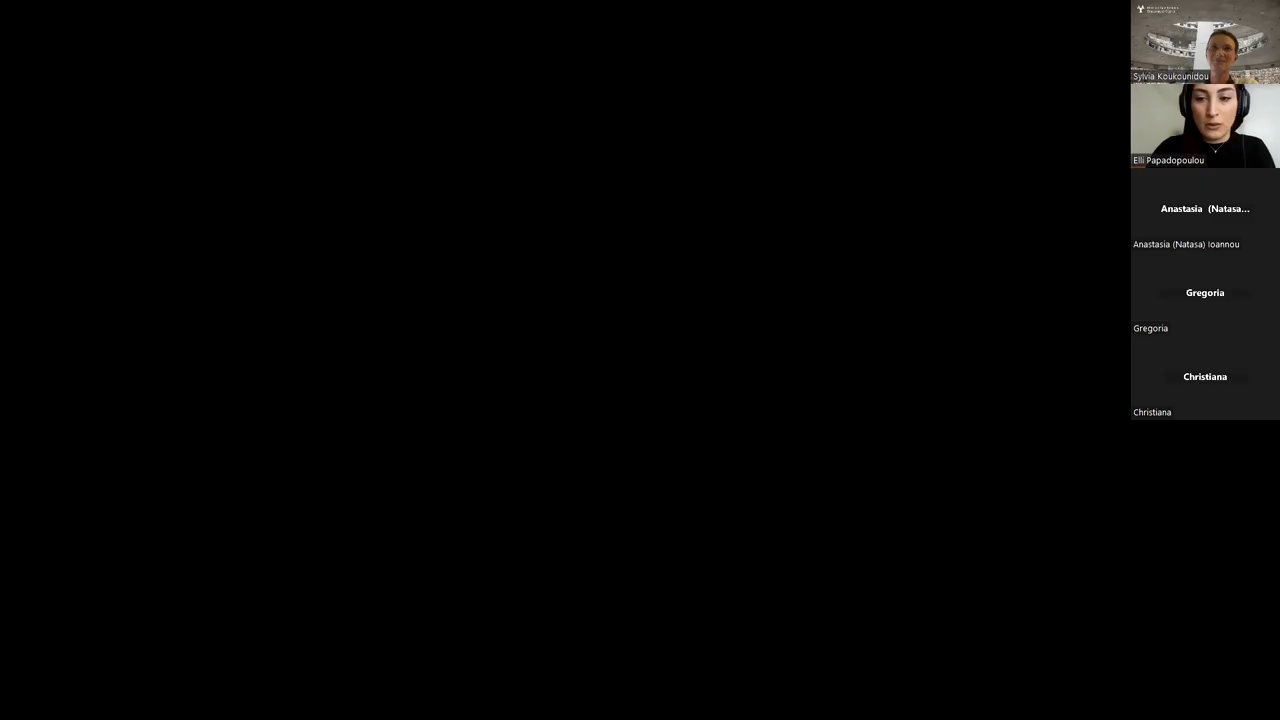 Sylvia Koukounidou
Elli Papadopoulou
Anastasia (Natasa...
Anastasia (Natasa) Ioannou
Gregoria
Gregoria
Christiana
Christiana